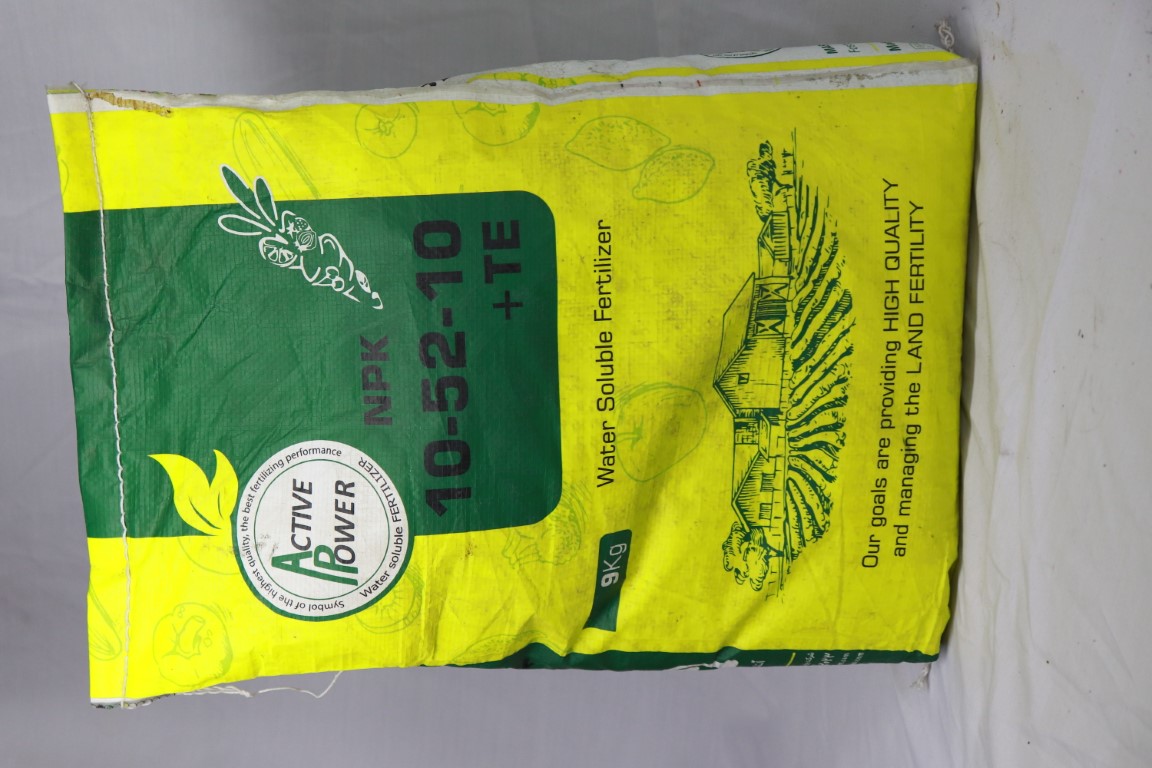 Symbol of the highest quality, the best fertilizing performance
ACTIVE
POWER
Water soluble FERTILIZER
NPK
10-52-10
+TE
Water Soluble Fertilizer
9Kg
Our goals are providing HIGH QUALITY
and managing the LAND FERTILITY